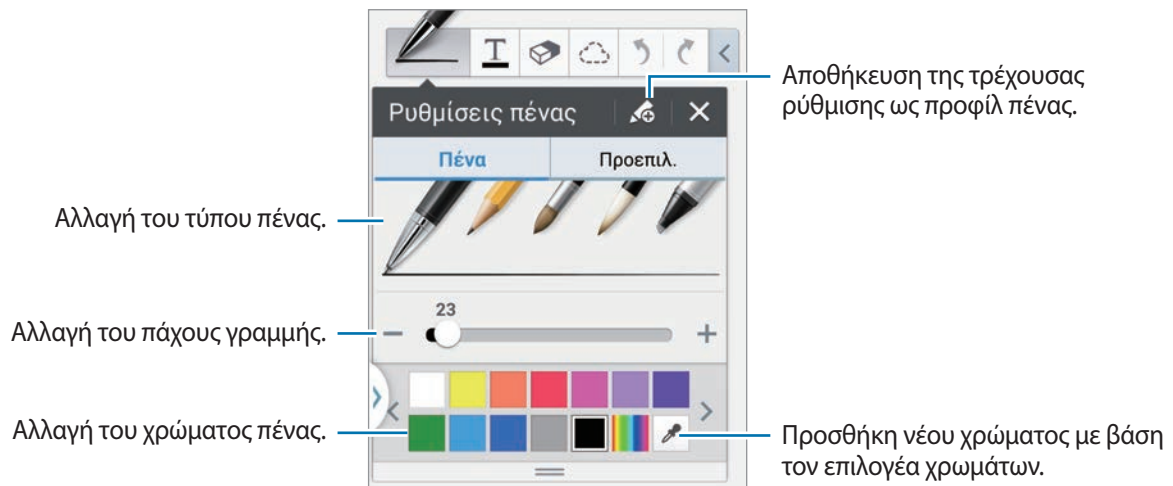 T
Αποθήκευση της τρέχουσας
ρύθμισης ως προφίλ πένας.
Ρυθμίσεις πένας
Πένα
Προεπιλ.
Αλλαγή του τύπου πένας.
23
Αλλαγή του πάχους γραμμής.
Αλλαγή του χρώματος πένας.
Προσθήκη νέου χρώματος με βάση
τον επιλογέα χρωμάτων.